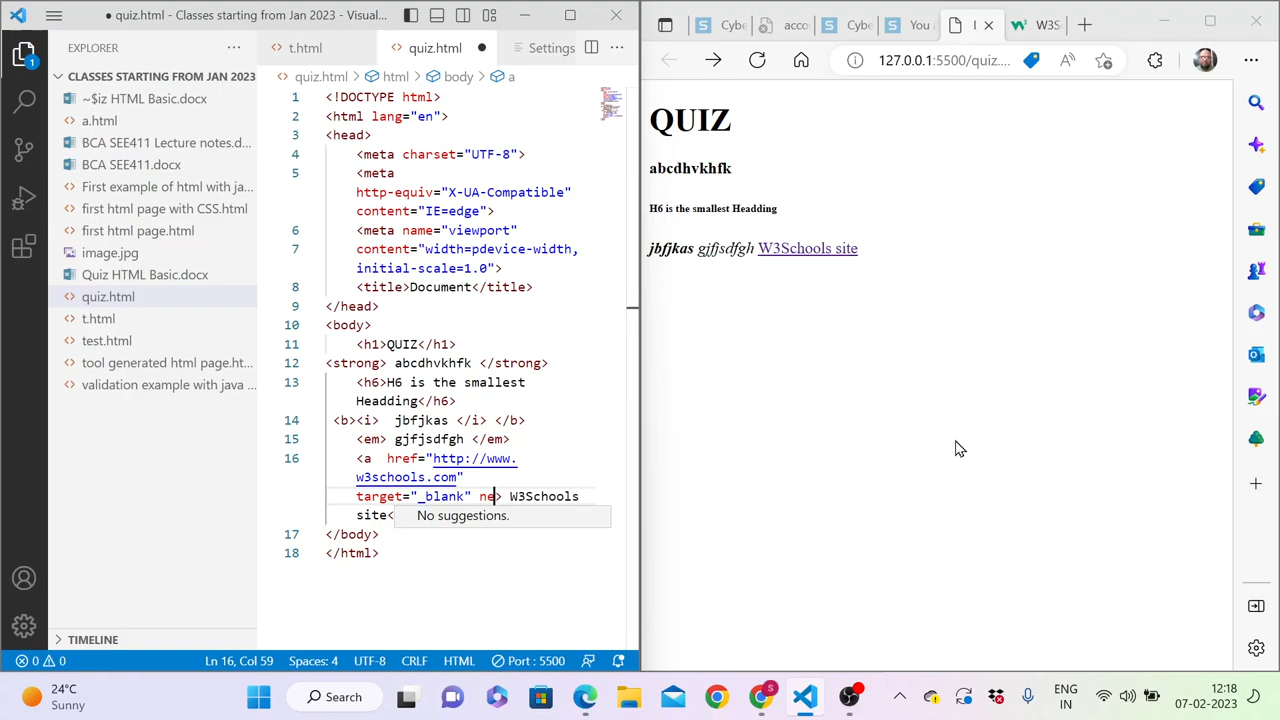 quiz.html - Classes starting from Jan 2023 - Visual...
EXPLORER
CLASSES STARTING FROM JAN 2023
~$iz HTML Basic.docx
a.html
BCA SEE411 Lecture notes.d...
BCA SEE411.docx
First example of html with ja...
first html page with CSS.html
first html page.html
image.jpg
Quiz HTML Basic.docx
quiz.html
t.html
test.html
tool generated html page.ht...
validation example with java ...
TIMELINE
1
t.html
quiz.html
Settings
quiz.html > html > body > a
1 <!DOCTYPE html>
2 <html lang="en">
3 <head>
4 <meta charset="UTF-8">
5 <meta
http-equiv="X-UA-Compatible"
content="IE=edge">
6 <meta name="viewport"
7 content="width=pdevice-width,
initial-scale=1.0">
8 <title>Document</title>
9 </head>
10 <body>
11 <h1>QUIZ</h1>
12 <strong> abcdhvkhfk </strong>
13 <h6>H6 is the smallest
Headding</h6>
14 <b><i> jbfjkas </i> </b>
15 <em> gjfjsdfgh </em>
16 <a href="http://www.
w3schools.com"
target="_blank" ne> W3Schools
site<
No suggestions.
17 </body>
18 </html>
0 0 Ln 16, Col 59 Spaces: 4 UTF-8 CRLF HTML Port : 5500
Cybe
acco
Cybe
You a
W3S
127.0.0.1:5500/quiz....
QUIZ
abcdhvkhfk
H6 is the smallest Headding
jbfjkas gjfjsdfgh W3Schools site
24°C
Sunny
Search
ENG
IN
12:18
07-02-2023